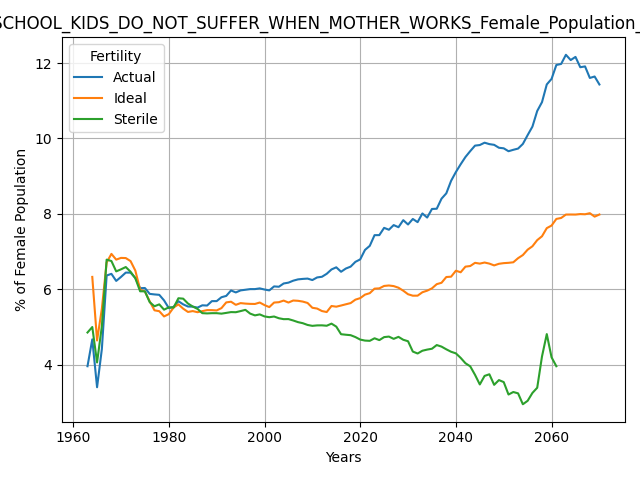 SCHOOL_KIDS_DO_NOT_SUFFER_WHEN_MOTHER_WORKS_Female_Population_
Fertility
Actual
Ideal
Sterile
% of Female Population
12
10
8
6
4
1960 1980 2000 2020 2040 2060
Years